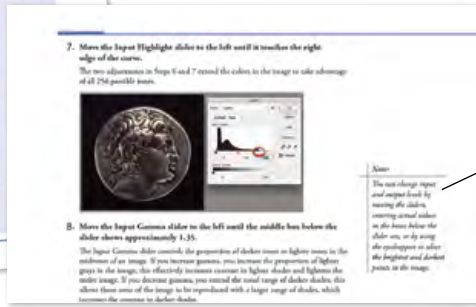 7. Move the Input Highlight slider to the left until it touches the right
edge of the curve.
The two adjustments in Steps 6 and 7 extend the colors in the image to take advantage
of all 256 possible tones.
Note:
You can change input
and output levels by
moving the sliders,
entering actual values
in the boxes below the
slider sets, or by using
the eyedroppers to select
the brightest and darkest
points in the image.
8. Move the Input Gamma slider to the left until the middle box below the
slider shows approximately 1.35.
The Input Gamma slider controls the proportion of darker tones to lighter tones in the
midtones of an image. If you increase gamma, you increase the proportion of lighter
grays in the image; this effectively increases contrast in lighter shades and lightens the
entire image. If you decrease gamma, you extend the total range of darker shades; this
allows those areas of the image to be reproduced with a larger range of shades, which
increases the contrast in darker shades.